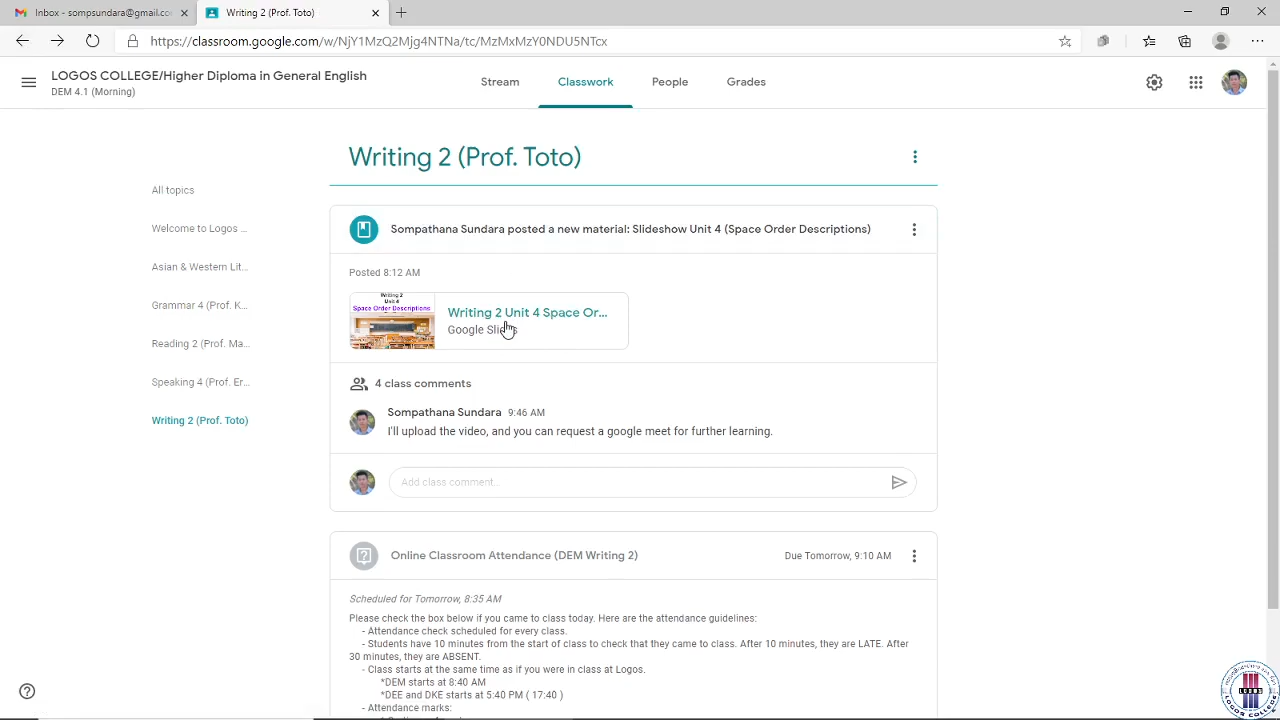 Inbox - sompsundara@gmail.co
Writing 2 (Prof. Toto)
https://classroom.google.com/w/NjY1MzQ2Mjg4NTNa/tc/MzMxMzY0NDU5NTcx
LOGOS COLLEGE/Higher Diploma in General English
DEM 4.1 (Morning)
Stream
Classwork
People
Grades
Writing 2 (Prof. Toto)
All topics
Welcome to Logos ...
Asian & Western Lit...
Grammar 4 (Prof. K...
Reading 2 (Prof. Ma...
Speaking 4 (Prof. Er...
Writing 2 (Prof. Toto)
Sompathana Sundara posted a new material: Slideshow Unit 4 (Space Order Descriptions)
Posted 8:12 AM
Writing 2
Unit 4
Space Order Descriptions
Writing 2 Unit 4 Space Or...
Google Slides
4 class comments
Sompathana Sundara 9:46 AM
I'll upload the video, and you can request a google meet for further learning.
Add class comment...
Online Classroom Attendance (DEM Writing 2)
Due Tomorrow, 9:10 AM
Scheduled for Tomorrow, 8:35 AM
Please check the box below if you came to class today. Here are the attendance guidelines:
- Attendance check scheduled for every class.
- Students have 10 minutes from the start of class to check that they came to class. After 10 minutes, they are LATE. After
30 minutes, they are ABSENT.
- Class starts at the same time as if you were in class at Logos.
*DEM starts at 8:40 AM
*DEE and DKE starts at 5:40 PM ( 17:40 )
- Attendance marks:
LOGOS
LOGOS COLLEGE